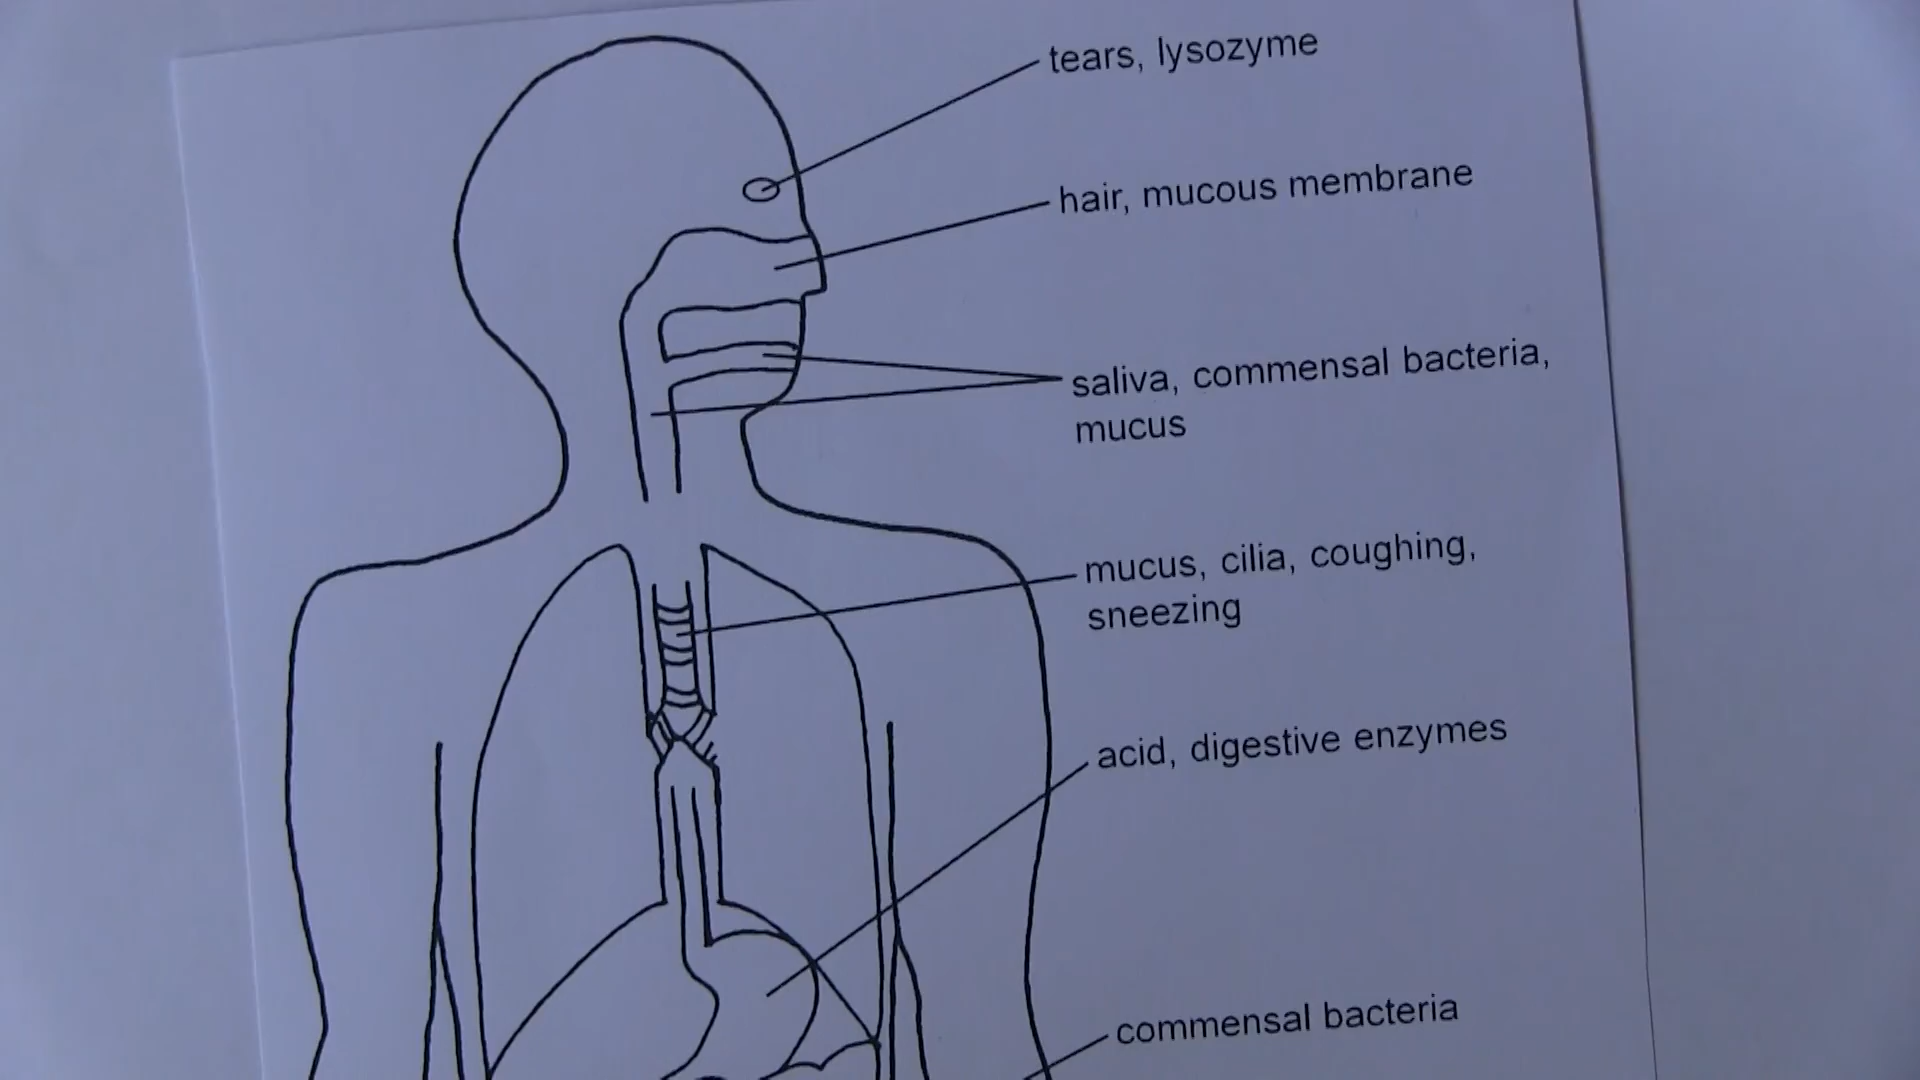 tears, lysozyme
hair, mucous membrane
saliva, commensal bacteria,
mucus
mucus, cilia, coughing,
sneezing
acid, digestive enzymes
commensal bacteria